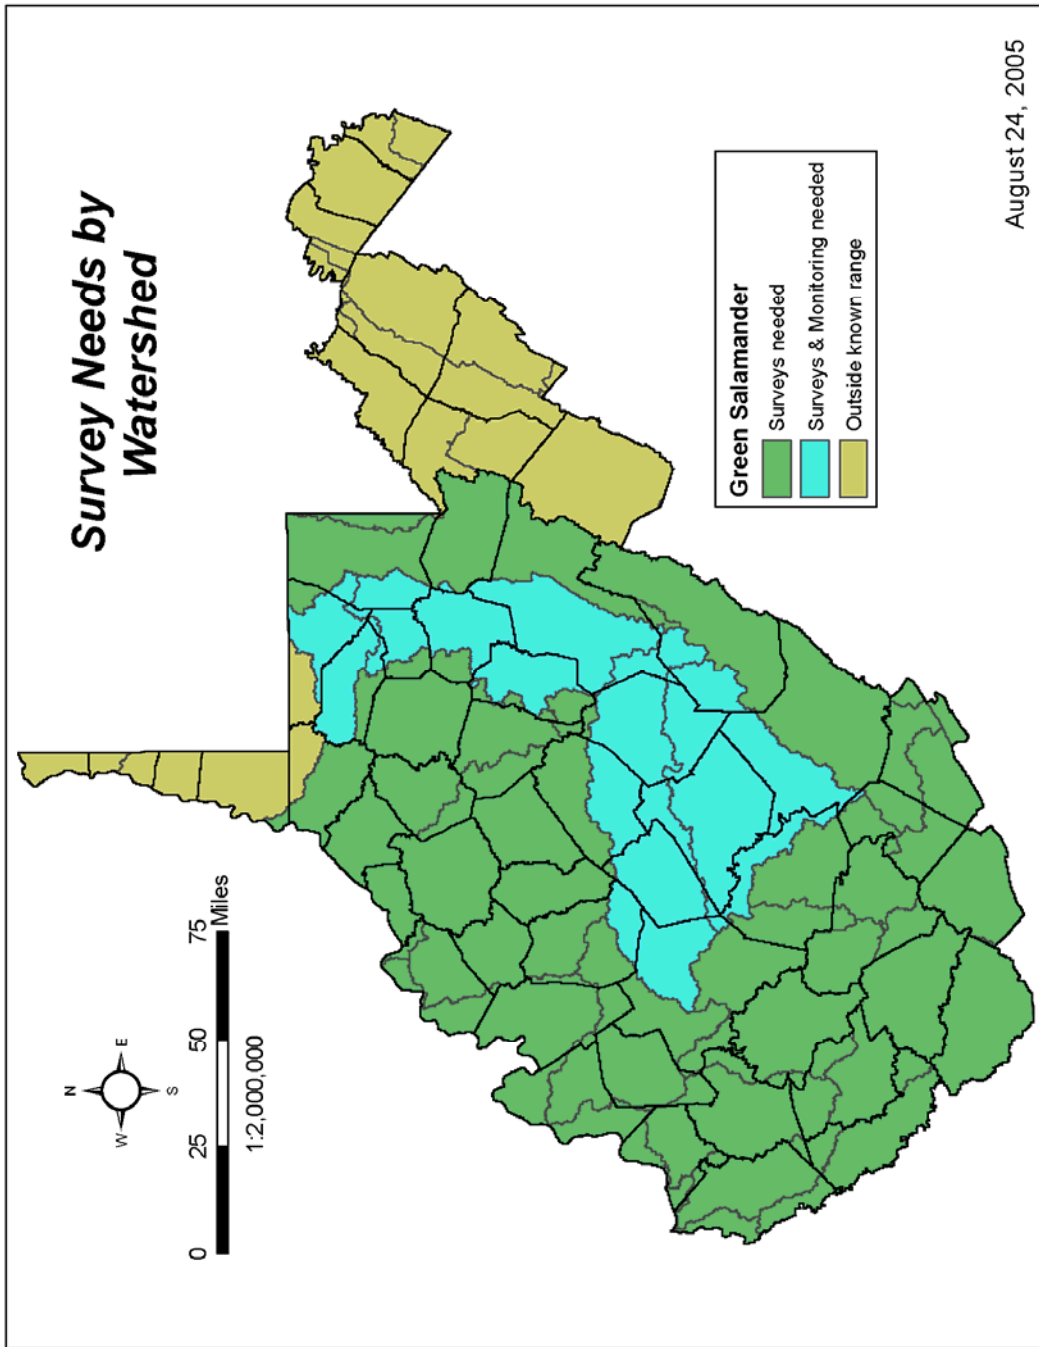 Survey Needs by
Watershed
N
W
E
S
0
25
50
75
Miles
1:2,000,000
Green Salamander
Surveys needed
Surveys & Monitoring needed
Outside known range
August 24, 2005